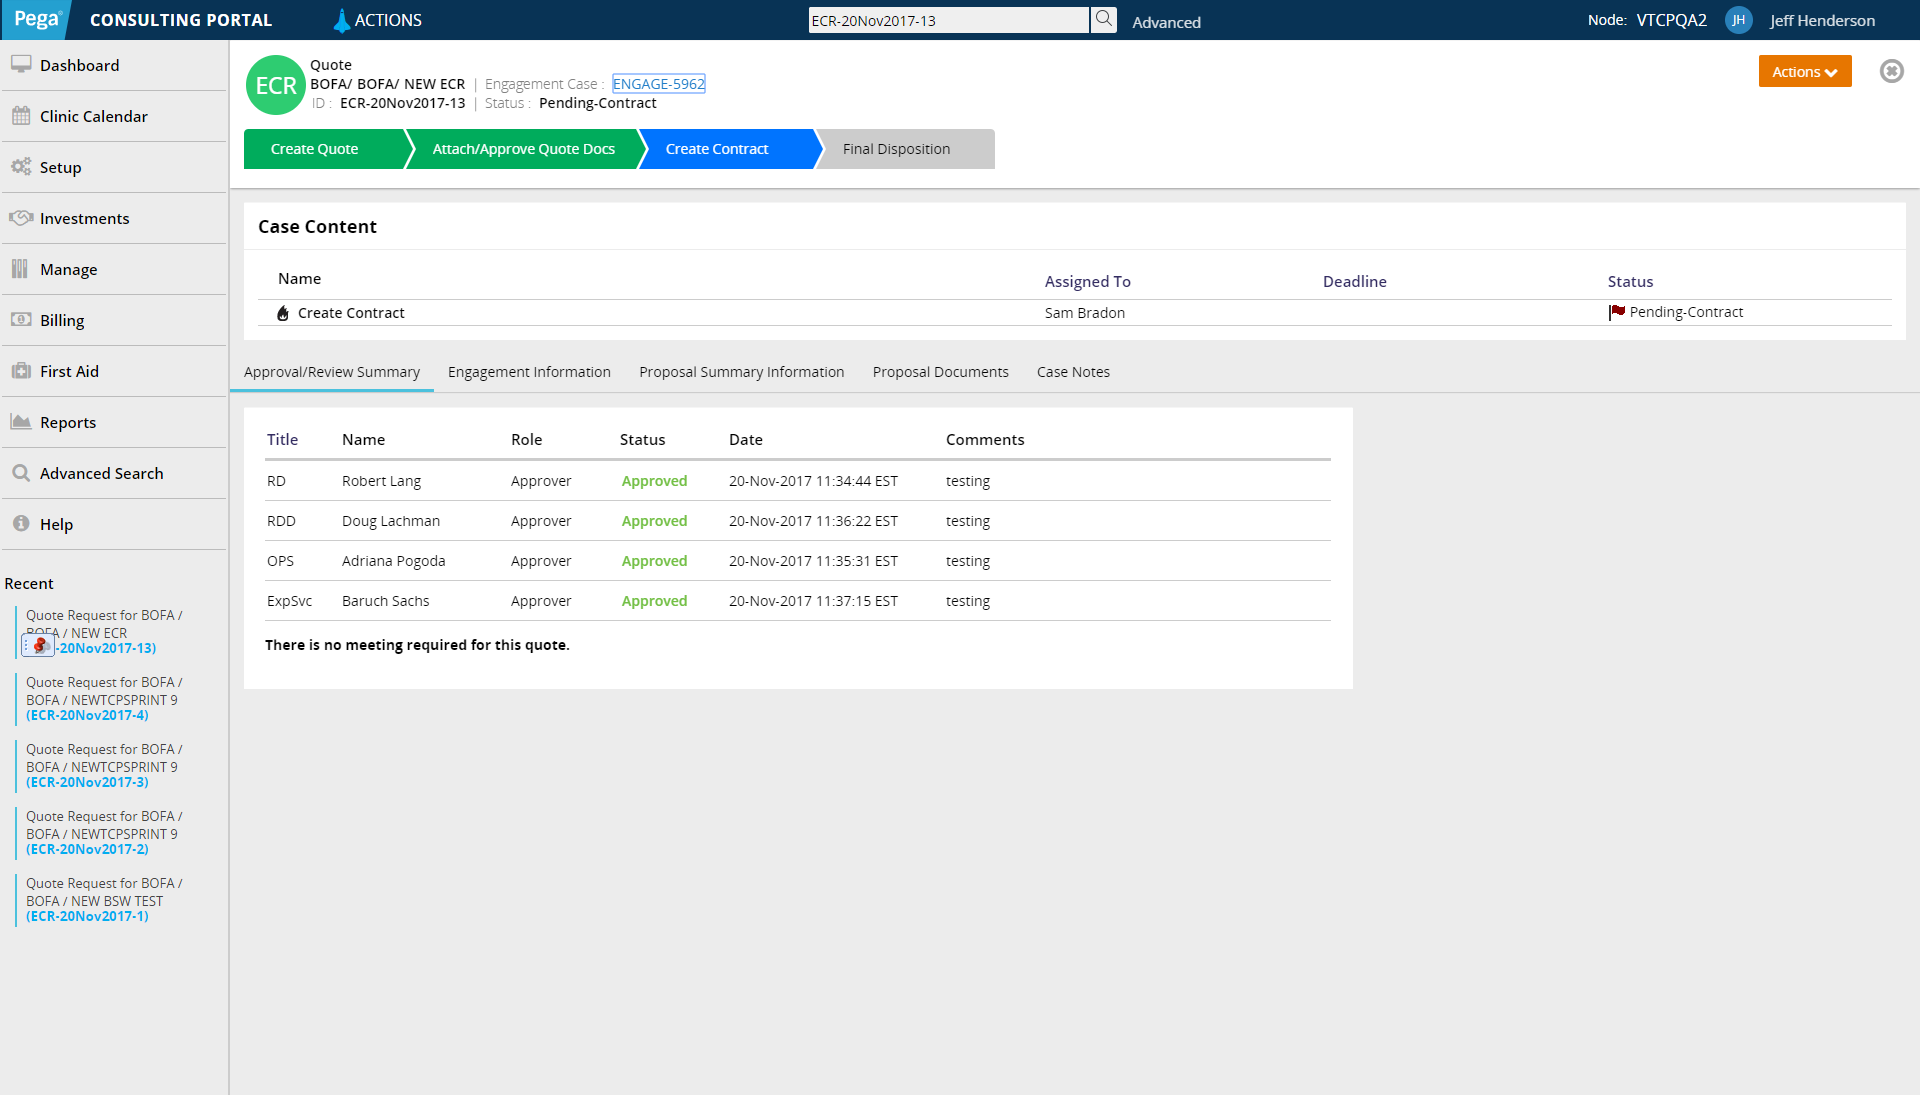 Pega CONSULTING PORTAL ACTIONS ECR-20Nov2017-13 Advanced Node: VTCPQA2 JH Jeff Henderson
Dashboard
Clinic Calendar
Setup
Investments
Manage
Billing
First Aid
Reports
Advanced Search
Help
Recent
Quote Request for BOFA /
BOFA / NEW ECR
-20Nov2017-13)
Quote Request for BOFA /
BOFA / NEWTCPSPRINT 9
(ECR-20Nov2017-4)
Quote Request for BOFA /
BOFA / NEWTCPSPRINT 9
(ECR-20Nov2017-3)
Quote Request for BOFA /
BOFA / NEWTCPSPRINT 9
(ECR-20Nov2017-2)
Quote Request for BOFA /
BOFA / NEW BSW TEST
(ECR-20Nov2017-1)
ECR
Quote
BOFA/ BOFA/ NEW ECR | Engagement Case : ENGAGE-5962
ID : ECR-20Nov2017-13 | Status : Pending-Contract
Actions
Create Quote Attach/Approve Quote Docs Create Contract Final Disposition
Case Content
Name Assigned To Deadline Status
Create Contract Sam Bradon Pending-Contract
Approval/Review Summary Engagement Information Proposal Summary Information Proposal Documents Case Notes
Title Name Role Status Date Comments
RD Robert Lang Approver Approved 20-Nov-2017 11:34:44 EST testing
RDD Doug Lachman Approver Approved 20-Nov-2017 11:36:22 EST testing
OPS Adriana Pogoda Approver Approved 20-Nov-2017 11:35:31 EST testing
ExpSvc Baruch Sachs Approver Approved 20-Nov-2017 11:37:15 EST testing
There is no meeting required for this quote.